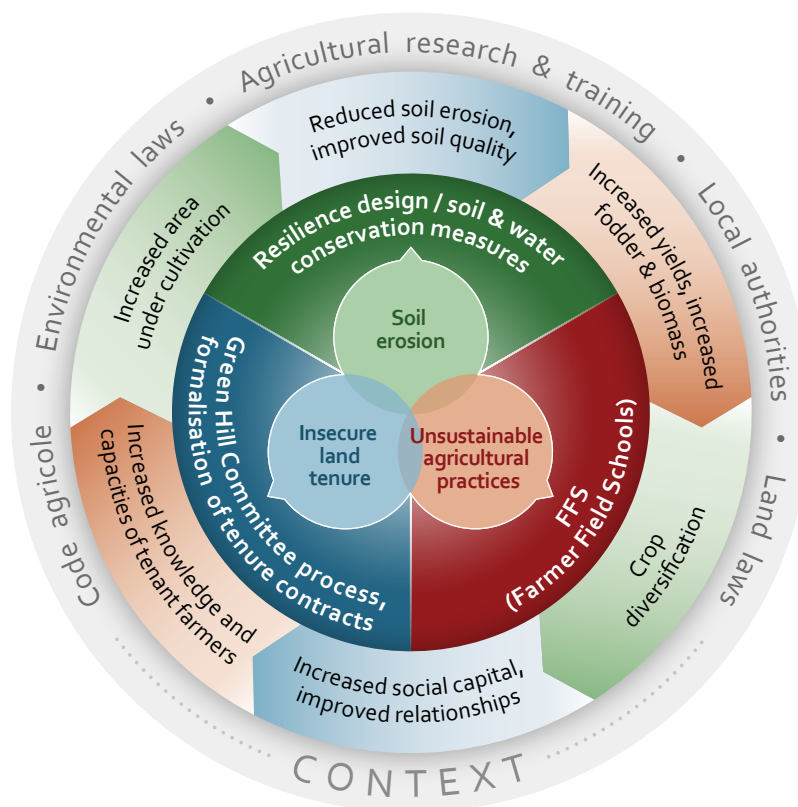 Code agricole • Environmental laws • Agricultural research & training • Local authorities • Land laws
CONTEXT
Reduced soil erosion,
improved soil quality
Increased yields, increased
fodder & biomass
Crop
diversification
Increased social capital,
improved relationships
Increased knowledge and
capacities of tenant farmers
Increased area
under cultivation
Resilience design / soil & water
conservation measures
FFS
(Farmer Field Schools)
Green Hill Committee process,
formalisation of tenure contracts
Soil
erosion
Insecure
land
tenure
Unsustainable
agricultural
practices